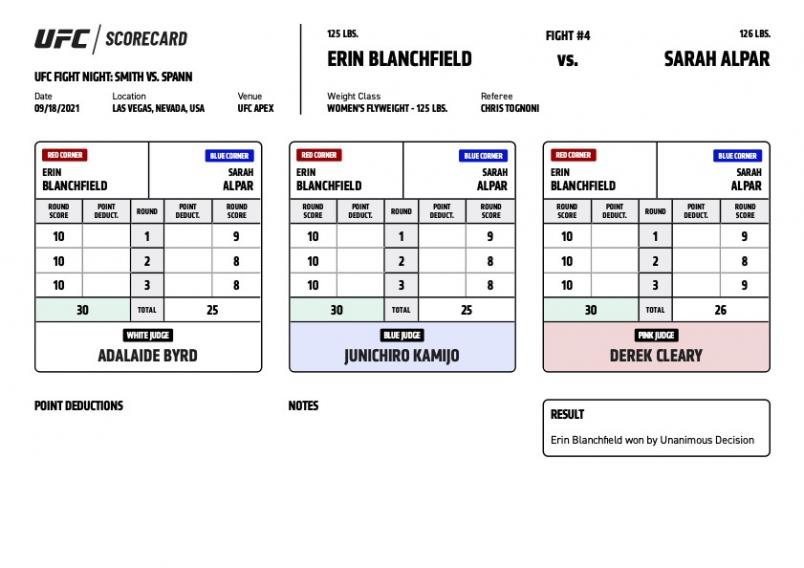 UFC / SCORECARD
UFC FIGHT NIGHT: SMITH VS. SPANN
Date Location Venue
09/18/2021 LAS VEGAS, NEVADA, USA UFC APEX
125 LBS. FIGHT #4 126 LBS.
ERIN BLANCHFIELD VS. SARAH ALPAR
Weight Class Referee
WOMEN'S FLYWEIGHT - 125 LBS. CHRIS TOGNONI
RED CORNER BLUE CORNER
ERIN SARAH
BLANCHFIELD ALPAR
ROUND SCORE POINT DEDUCT. ROUND POINT DEDUCT. ROUND SCORE
10 1 9
10 2 8
10 3 8
30 TOTAL 25
WHITE JUDGE
ADALAIDE BYRD
RED CORNER BLUE CORNER
ERIN SARAH
BLANCHFIELD ALPAR
ROUND SCORE POINT DEDUCT. ROUND POINT DEDUCT. ROUND SCORE
10 1 9
10 2 8
10 3 8
30 TOTAL 25
BLUE JUDGE
JUNICHIRO KAMIJO
RED CORNER BLUE CORNER
ERIN SARAH
BLANCHFIELD ALPAR
ROUND SCORE POINT DEDUCT. ROUND POINT DEDUCT. ROUND SCORE
10 1 9
10 2 8
10 3 9
30 TOTAL 26
PINK JUDGE
DEREK CLEARY
POINT DEDUCTIONS
NOTES
RESULT
Erin Blanchfield won by Unanimous Decision